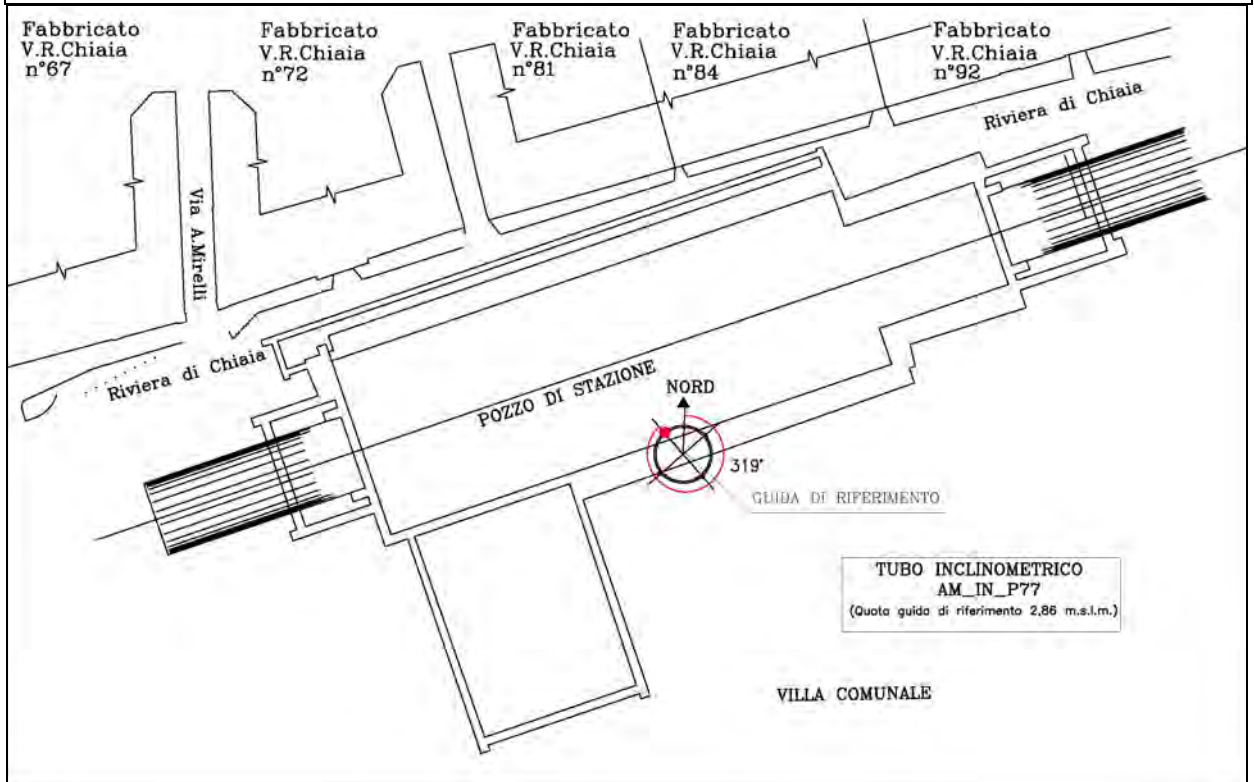 Fabbricato
V.R.Chiaia
n°67
Fabbricato
V.R.Chiaia
n°72
Fabbricato
V.R.Chiaia
n°81
Fabbricato
V.R.Chiaia
n°84
Fabbricato
V.R.Chiaia
n°92
Riviera di Chiaia
Via A.Mirelli
Riviera di Chiaia
POZZO DI STAZIONE
NORD
319°
GUIDA DI RIFERIMENTO
TUBO INCLINOMETRICO
AM_IN_P77
(Quota guida di riferimento 2,86 m.s.l.m.)
VILLA COMUNALE